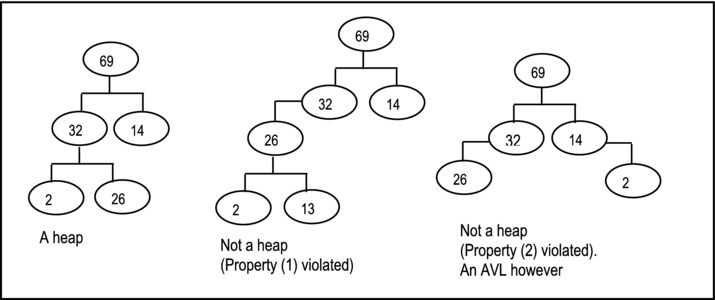 69
32
14
2
26
A heap
69
32
14
26
2
13
Not a heap
(Property (1) violated)
69
32
14
26
2
Not a heap
(Property (2) violated).
An AVL however